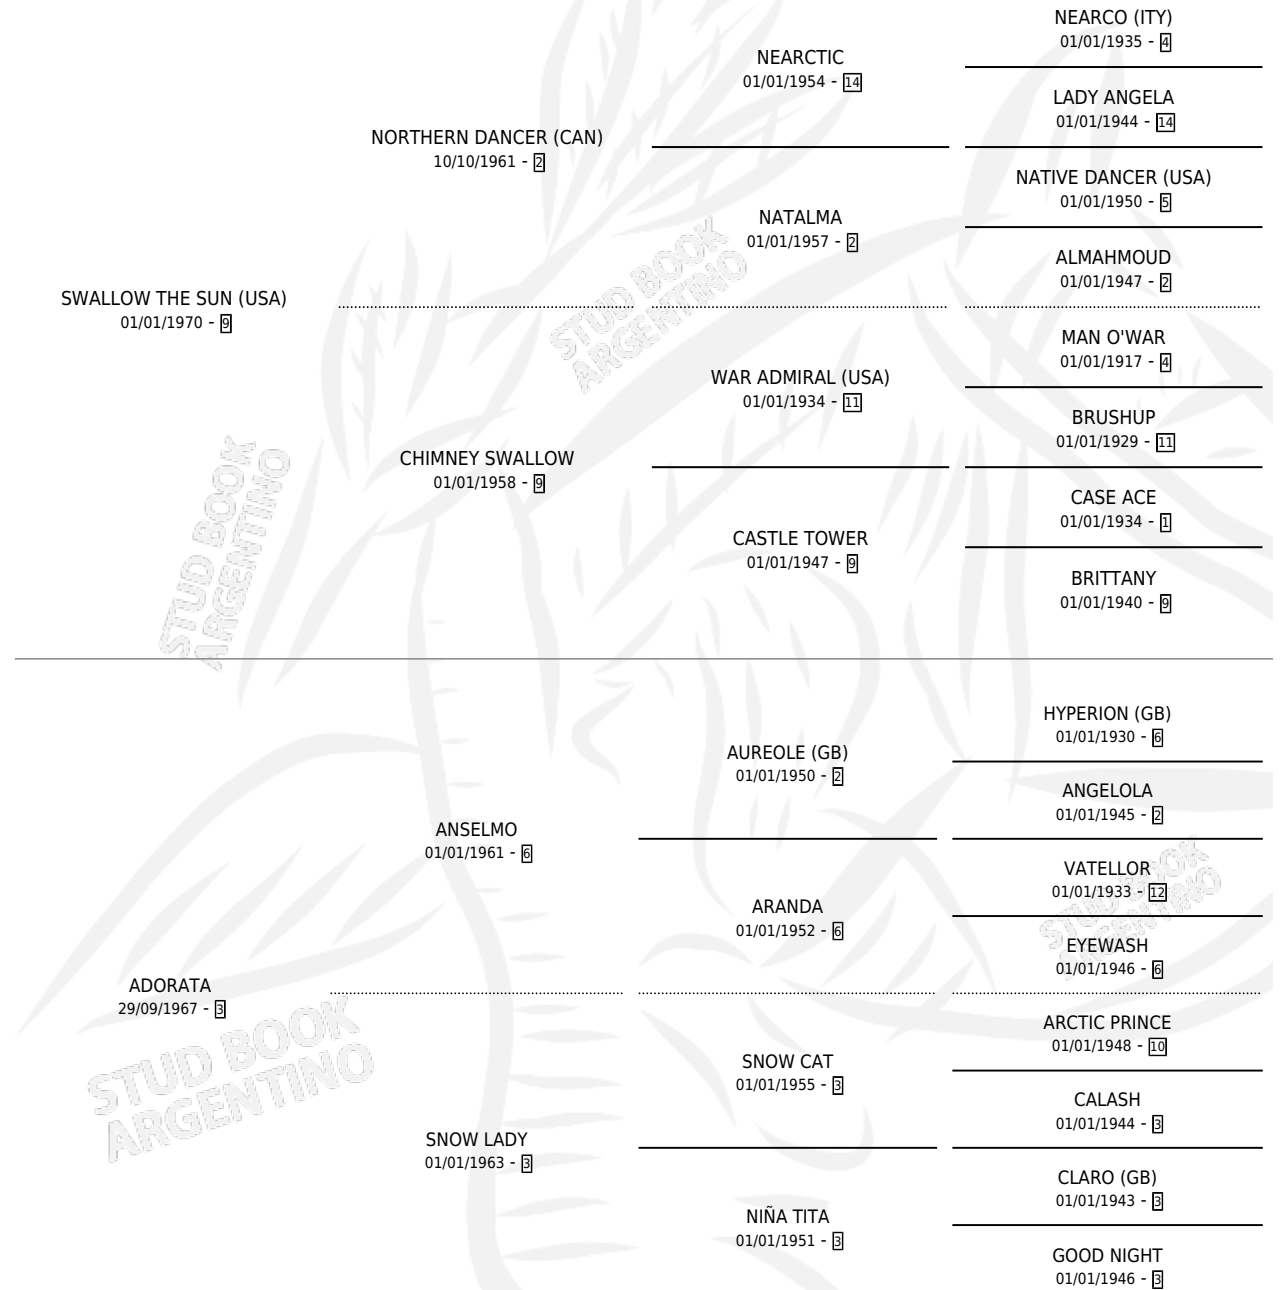 NEARCO (ITY)
01/01/1935 - 4
NEARCTIC
01/01/1954 - 14
LADY ANGELA
01/01/1944 - 14
NORTHERN DANCER (CAN)
10/10/1961 - 2
NATIVE DANCER (USA)
01/01/1950 - 5
NATALMA
01/01/1957 - 2
ALMAHMOUD
01/01/1947 - 2
SWALLOW THE SUN (USA)
01/01/1970 - 9
MAN O'WAR
01/01/1917 - 4
WAR ADMIRAL (USA)
01/01/1934 - 11
BRUSHUP
01/01/1929 - 11
CHIMNEY SWALLOW
01/01/1958 - 9
CASE ACE
01/01/1934 - 1
CASTLE TOWER
01/01/1947 - 9
BRITTANY
01/01/1940 - 9
STUD BOOK
ARGENTINO
STUD BOOK
ARGENTINO
HYPERION (GB)
01/01/1930 - 6
AUREOLE (GB)
01/01/1950 - 2
ANGELOLA
01/01/1945 - 2
ANSELMO
01/01/1961 - 6
VATELLOR
01/01/1933 - 12
ARANDA
01/01/1952 - 6
EYEWASH
01/01/1946 - 6
STUD BOOK
ARGENTINO
ADORATA
29/09/1967 - 3
ARCTIC PRINCE
01/01/1948 - 10
SNOW CAT
01/01/1955 - 3
CALASH
01/01/1944 - 3
SNOW LADY
01/01/1963 - 3
CLARO (GB)
01/01/1943 - 3
NIÑA TITA
01/01/1951 - 3
GOOD NIGHT
01/01/1946 - 3
STUD BOOK
ARGENTINO